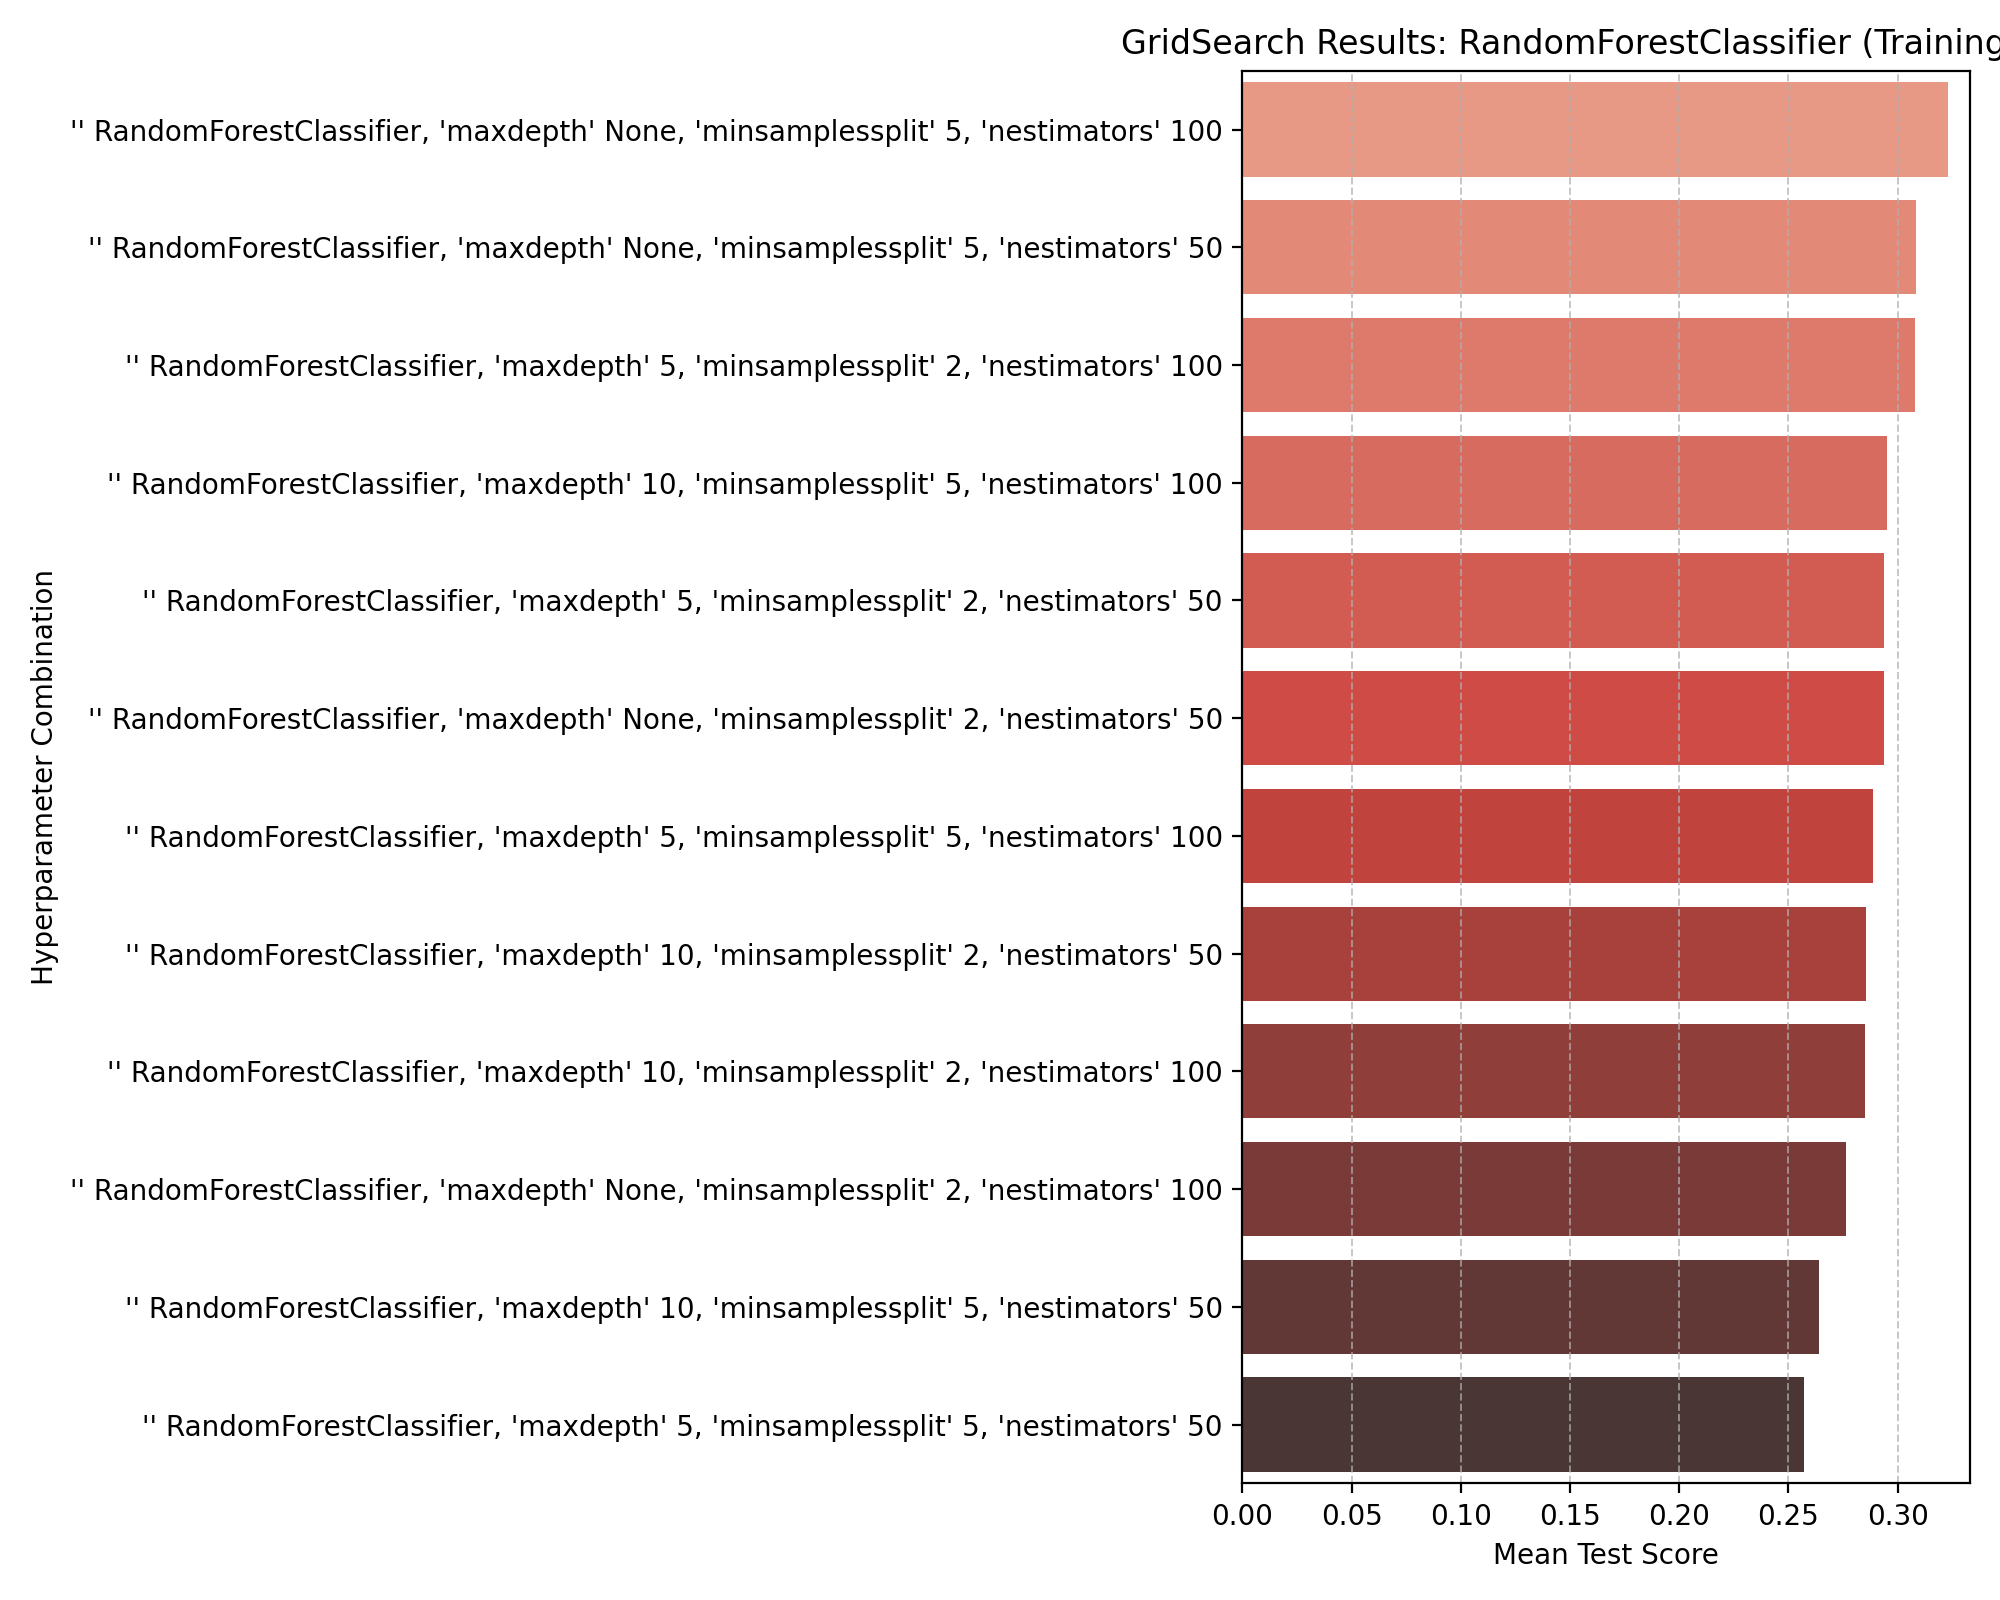 GridSearch Results: RandomForestClassifier (Training
'' RandomForestClassifier, 'maxdepth' None, 'minsamplessplit' 5, 'nestimators' 100
'' RandomForestClassifier, 'maxdepth' None, 'minsamplessplit' 5, 'nestimators' 50
'' RandomForestClassifier, 'maxdepth' 5, 'minsamplessplit' 2, 'nestimators' 100
'' RandomForestClassifier, 'maxdepth' 10, 'minsamplessplit' 5, 'nestimators' 100
'' RandomForestClassifier, 'maxdepth' 5, 'minsamplessplit' 2, 'nestimators' 50
'' RandomForestClassifier, 'maxdepth' None, 'minsamplessplit' 2, 'nestimators' 50
'' RandomForestClassifier, 'maxdepth' 5, 'minsamplessplit' 5, 'nestimators' 100
'' RandomForestClassifier, 'maxdepth' 10, 'minsamplessplit' 2, 'nestimators' 50
'' RandomForestClassifier, 'maxdepth' 10, 'minsamplessplit' 2, 'nestimators' 100
'' RandomForestClassifier, 'maxdepth' None, 'minsamplessplit' 2, 'nestimators' 100
'' RandomForestClassifier, 'maxdepth' 10, 'minsamplessplit' 5, 'nestimators' 50
'' RandomForestClassifier, 'maxdepth' 5, 'minsamplessplit' 5, 'nestimators' 50
Hyperparameter Combination
0.00 0.05 0.10 0.15 0.20 0.25 0.30
Mean Test Score